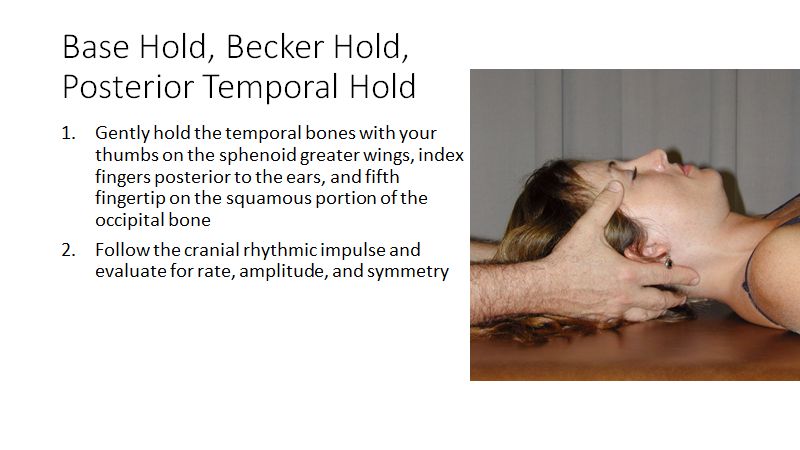 Base Hold, Becker Hold,
Posterior Temporal Hold
1. Gently hold the temporal bones with your
thumbs on the sphenoid greater wings, index
fingers posterior to the ears, and fifth
fingertip on the squamous portion of the
occipital bone
2. Follow the cranial rhythmic impulse and
evaluate for rate, amplitude, and symmetry